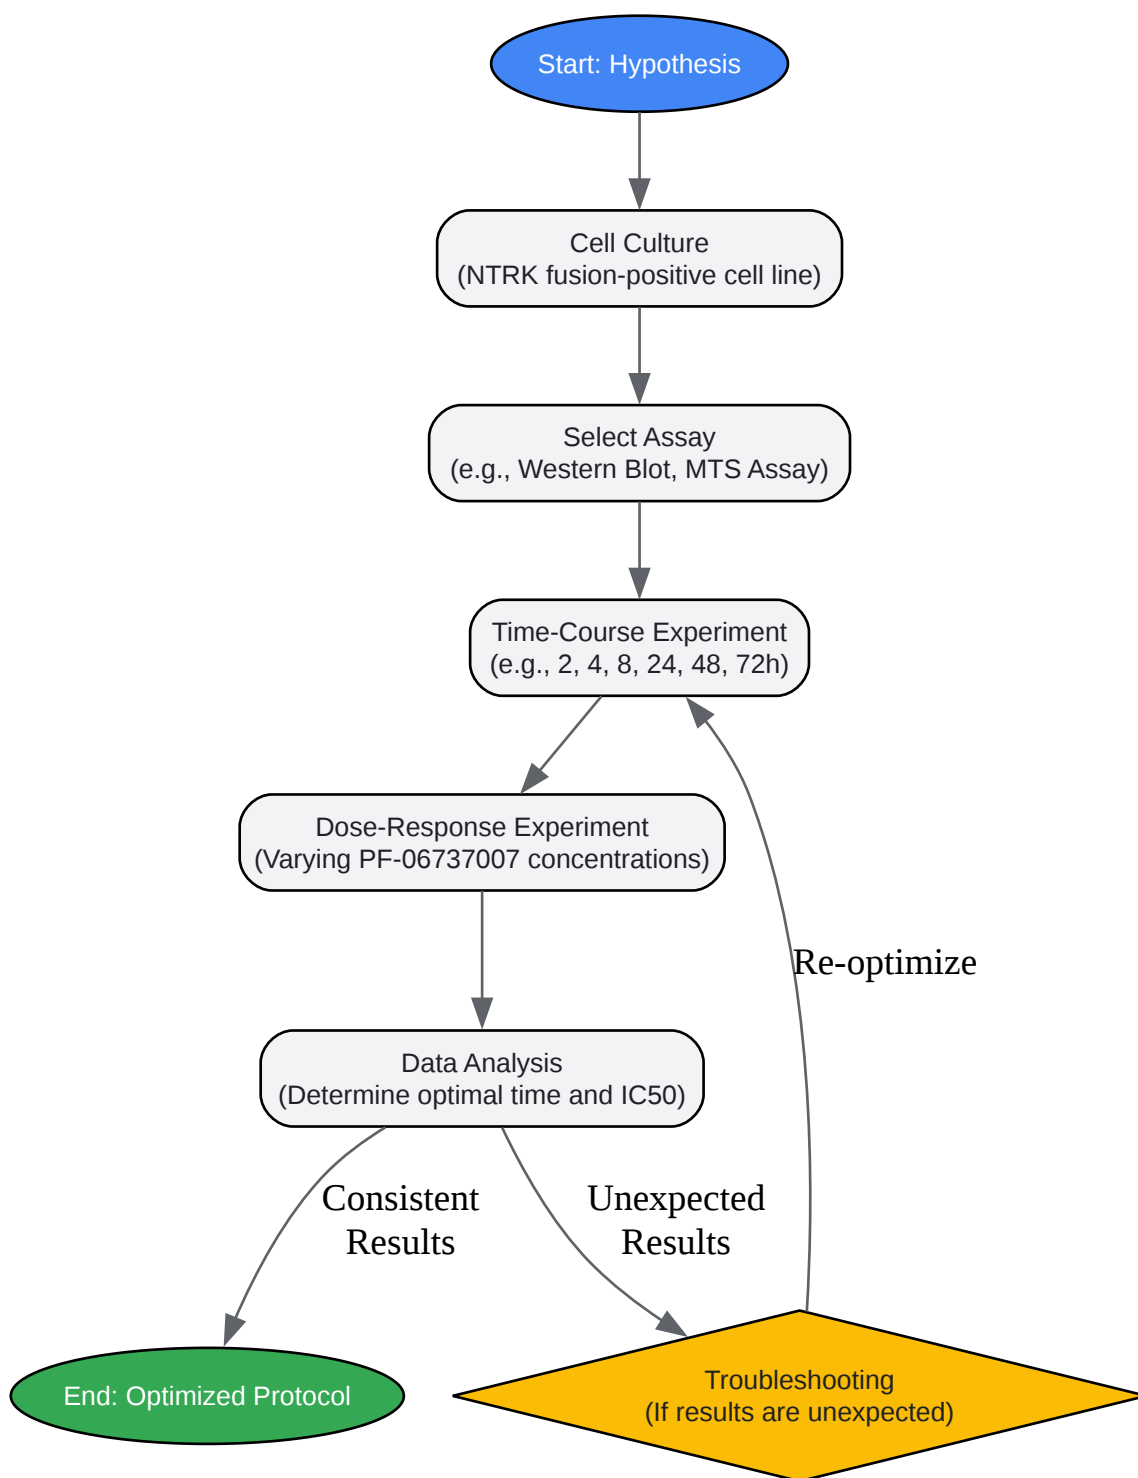 Start: Hypothesis
Cell Culture
(NTRK fusion-positive cell line)
Select Assay
(e.g., Western Blot, MTS Assay)
Time-Course Experiment
(e.g., 2, 4, 8, 24, 48, 72h)
Dose-Response Experiment
(Varying PF-06737007 concentrations)
Re-optimize
Data Analysis
(Determine optimal time and IC50)
Consistent
Results
Unexpected
Results
End: Optimized Protocol
Troubleshooting
(If results are unexpected)